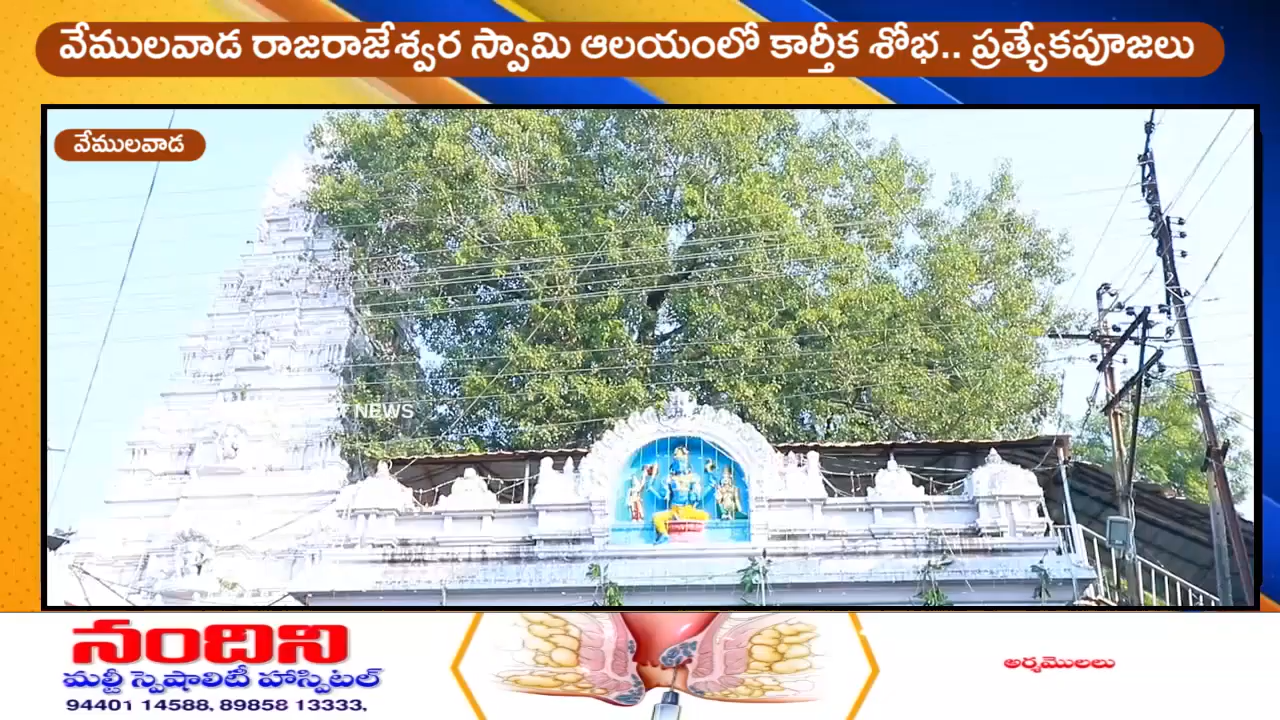 వేములవాడ రాజరాజేశ్వర స్వామి ఆలయంలో కార్తీక శోభ.. ప్రత్యేకపూజలు
వేములవాడ
NEWS
నందిని
మల్టీ స్పెషాలిటీ హాస్పిటల్
94401 14588, 89858 13333,
అర్శమొలలు